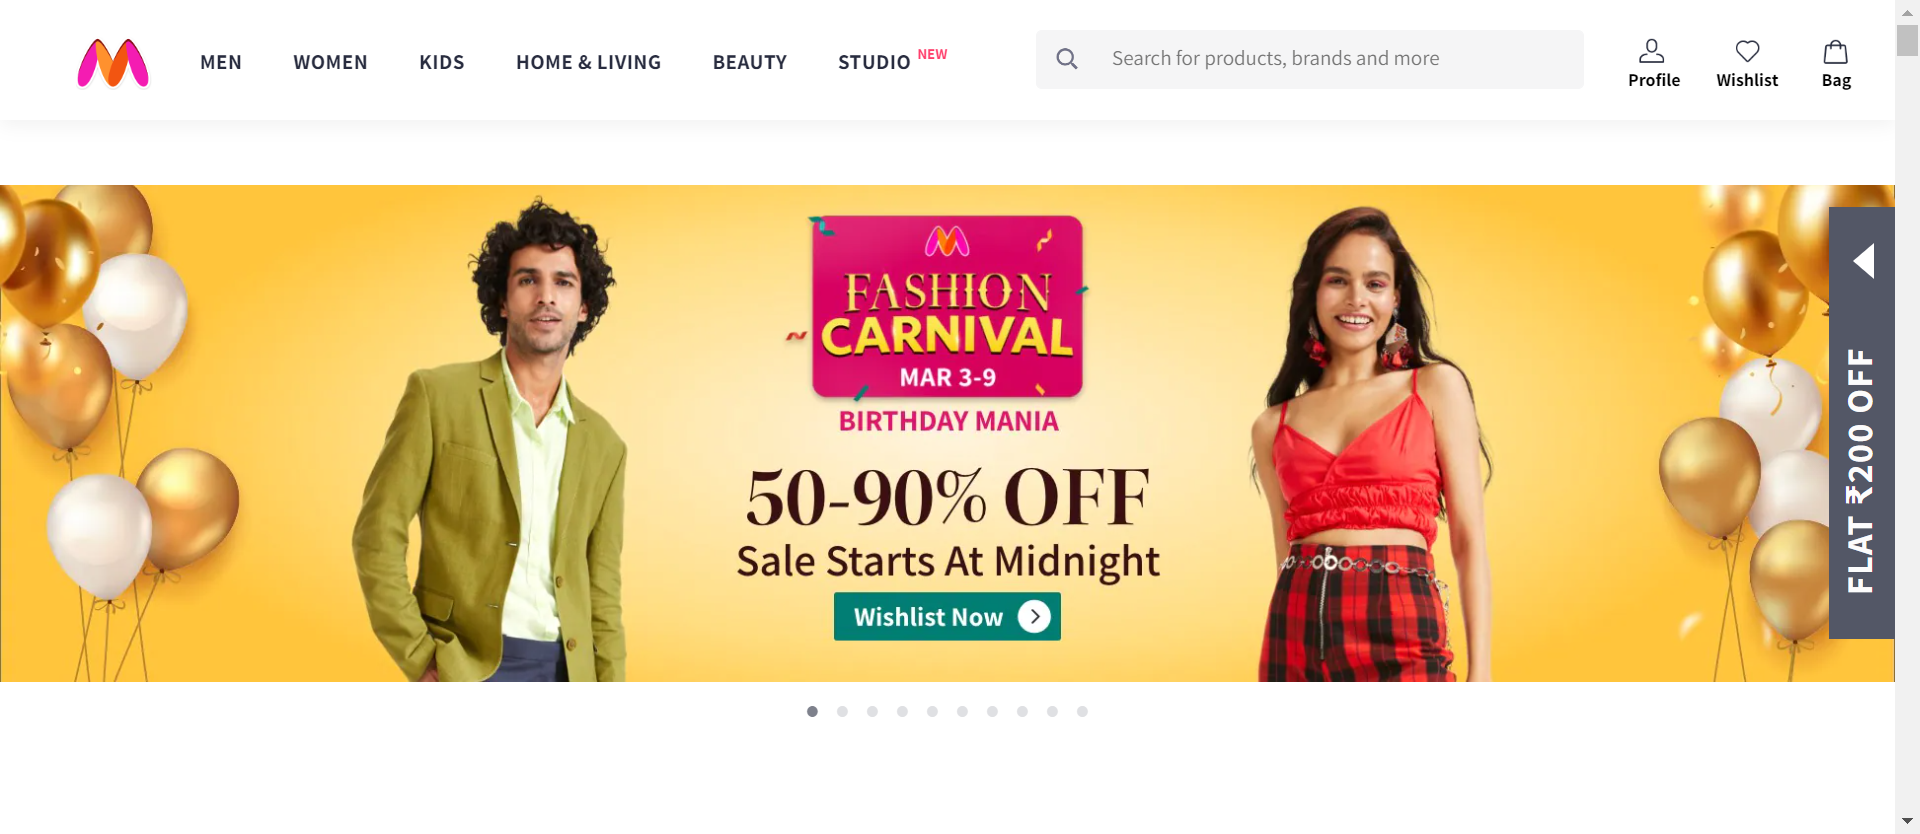 MEN WOMEN KIDS HOME & LIVING BEAUTY STUDIO NEW
Search for products, brands and more
Profile Wishlist Bag
FASHION
CARNIVAL
MAR 3-9
BIRTHDAY MANIA
50-90% OFF
Sale Starts At Midnight
Wishlist Now
FLAT ₹200 OFF